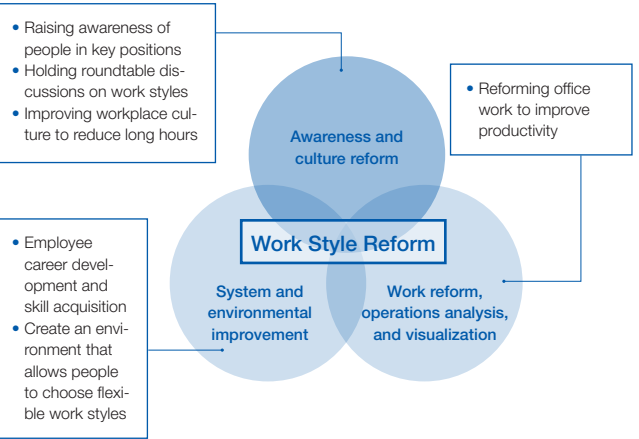 • Raising awareness of
people in key positions
• Holding roundtable dis-
cussions on work styles
• Improving workplace cul-
ture to reduce long hours
• Reforming office
work to improve
productivity
Awareness and
culture reform
Work Style Reform
• Employee
career devel-
opment and
skill acquisition
• Create an envi-
ronment that
allows people
to choose flexi-
ble work styles
System and
environmental
improvement
Work reform,
operations analysis,
and visualization